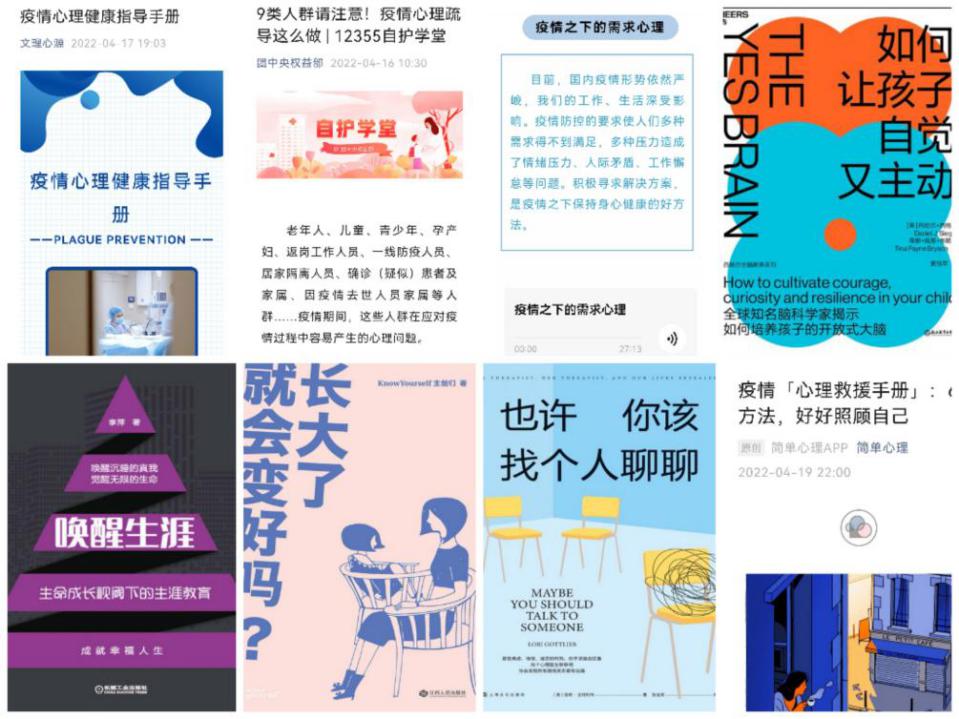 疫情心理健康指导手册
文理心源 2022-04-17 19:03
疫情心理健康指导手
册
PLAGUE PREVENTION
9类人群请注意！疫情心理疏
导这么做 | 12355自护学堂
团中央权益部 2022-04-16 10:30
自护学堂
老年人、儿童、青少年、孕产
妇、返岗工作人员、一线防疫人员、
居家隔离人员、确诊（疑似）患者及
家属、因疫情去世人员家属等人
群……疫情期间，这些人群在应对疫
情过程中容易产生的心理问题。
疫情之下的需求心理
目前，国内疫情形势依然严
峻，我们的工作、生活深受影
响。疫情防控的要求使人们多种
需求得不到满足，多种压力造成
了情绪压力、人际矛盾、工作懈
怠等问题。积极寻求解决方案，
是疫情之下保持身心健康的好方
法。
疫情之下的需求心理
00:00 27:13
THE
YES BRAIN
如何
让孩子
自觉
又主动
Tina Payne Bryson
How to cultivate courage,
curiosity and resilience in your child
全球知名脑科学家揭示
如何培养孩子的开放式大脑
李萍 著
唤醒沉睡的真我
觉醒无限的生命
唤醒生涯
生命成长视阈下的生涯教育
成就幸福人生
机械工业出版社
KnowYourself 主创们 著
长大了
就会变好吗?
江西人民出版社
也许 你该
找个人聊聊
MAYBE
YOU SHOULD
TALK TO
SOMEONE
LORI GOTTLIEB
疫情「心理救援手册」：6
方法，好好照顾自己
原创 简单心理APP 简单心理
2022-04-19 22:00
LE PETIT CAFE